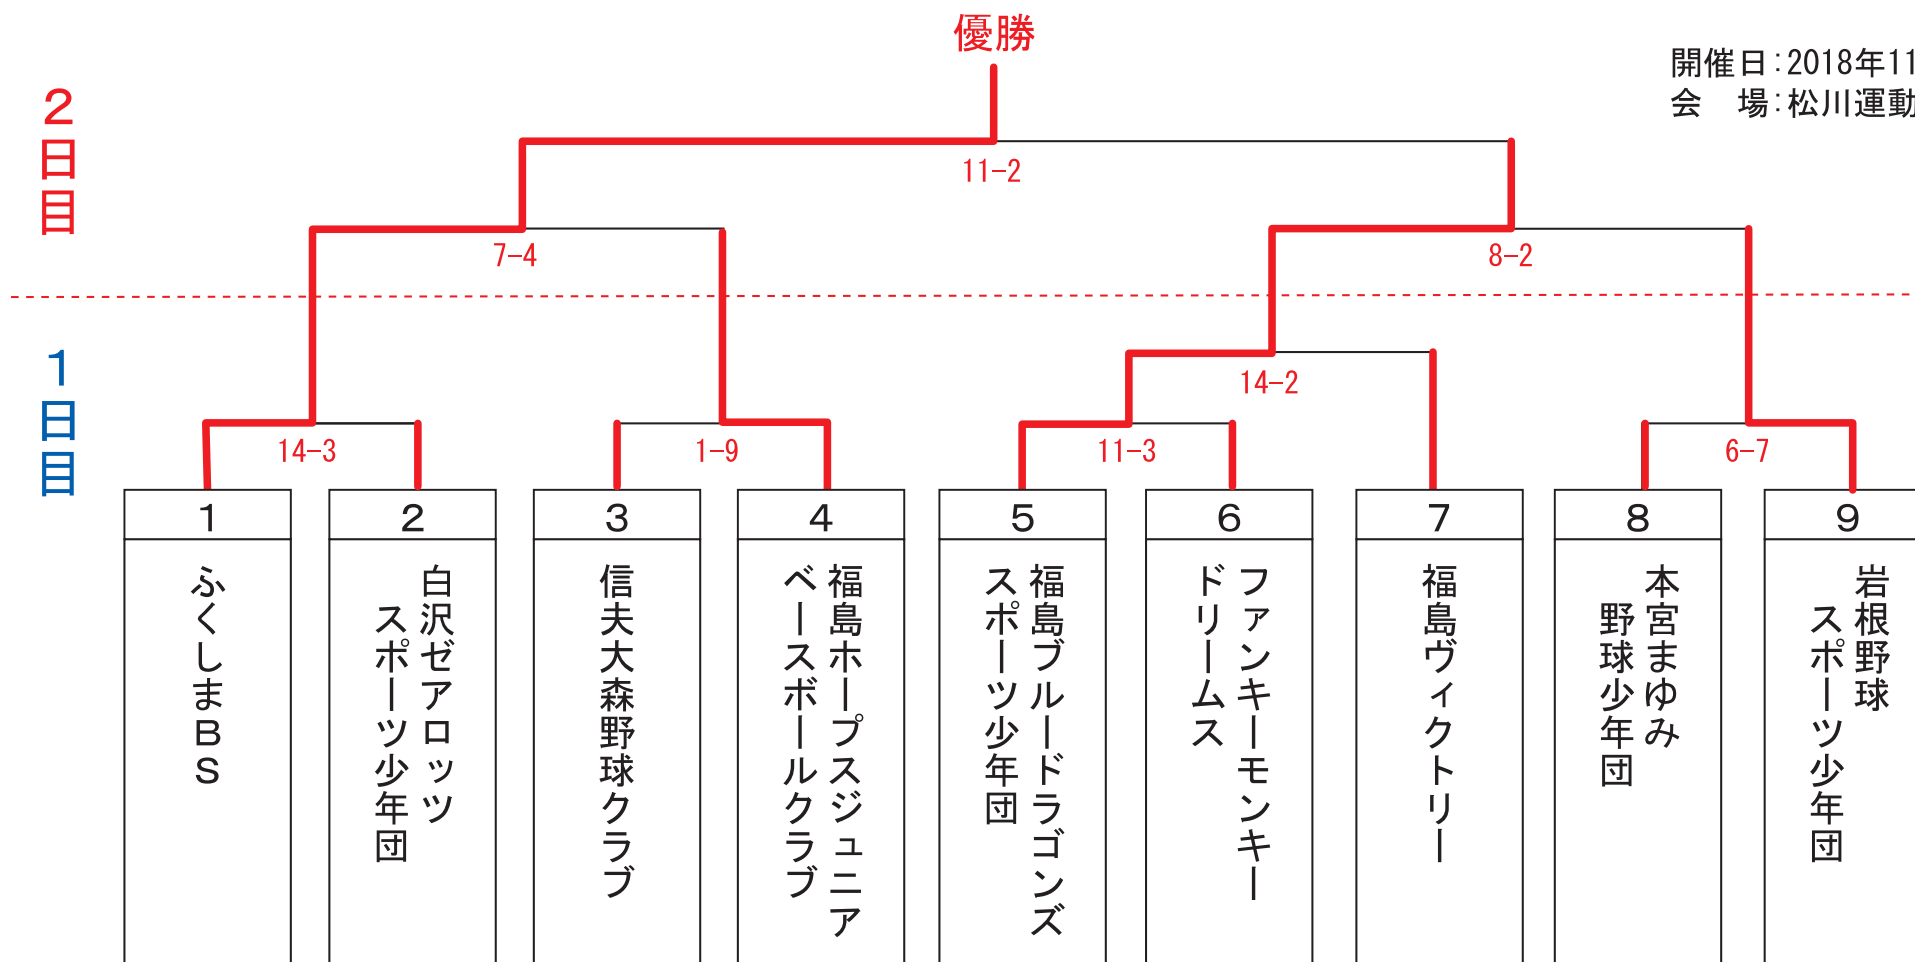 優勝
開催日:2018年11
会　場:松川運動
2日目
11-2
7-4
8-2
1日目
14-2
14-3
1-9
11-3
6-7
1
2
3
4
5
6
7
8
9
ふくしまBS
白沢ゼアロッツ
スポーツ少年団
信夫大森野球クラブ
福島ホープスジュニア
ベースボールクラブ
福島ブルードラゴンズ
スポーツ少年団
ファンキーモンキー
ドリームス
福島ヴィクトリー
本宮まゆみ
野球少年団
岩根野球
スポーツ少年団